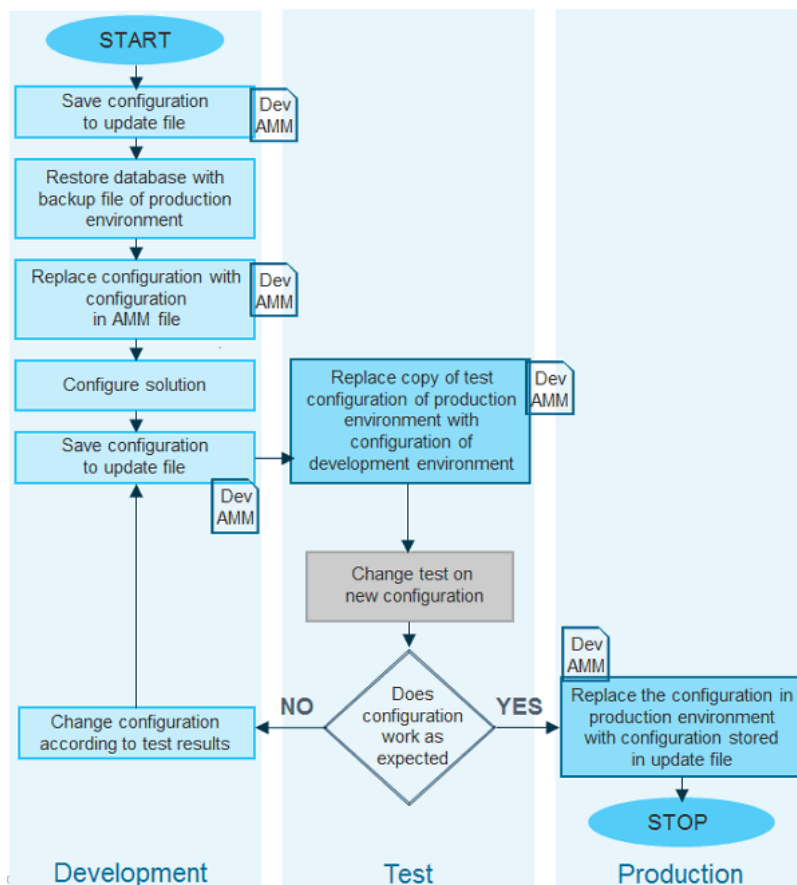 START
Save configuration
to update file
Dev
AMM
Restore database with
backup file of production
environment
Replace configuration with
configuration
in AMM file
Dev
AMM
Configure solution
Save configuration
to update file
Dev
AMM
Replace copy of test
configuration of production
environment with
configuration of
development environment
Dev
AMM
Change test on
new configuration
Does
configuration
work as
expected
NO
YES
Change configuration
according to test results
Dev
AMM
Replace the configuration in
production environment
with configuration stored
in update file
STOP
Development
Test
Production